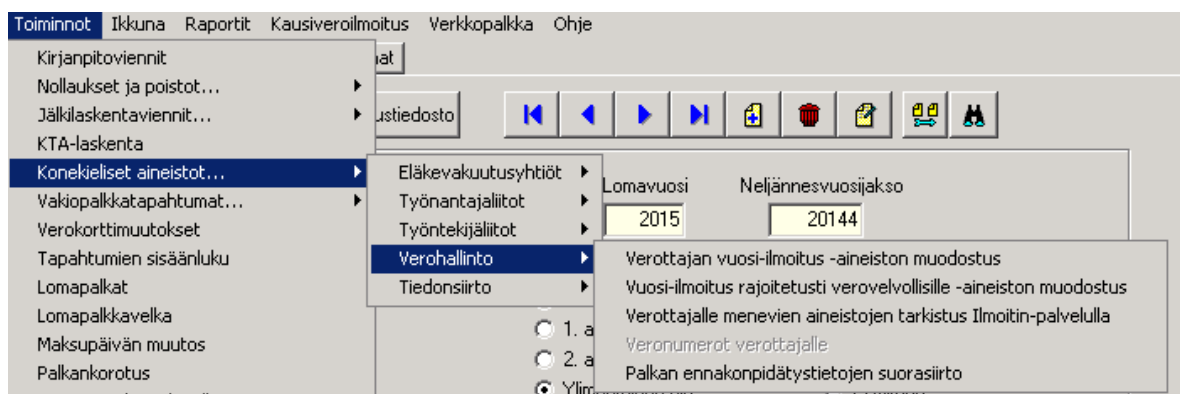 Toiminnot Ikkuna Raportit Kausiveroilmoitus Verkkopalkka Ohje
Kirjanpitoviennit
Nollaukset ja poistot...
Jälkilaskentaviennit...
KTA-laskenta
Konekieliset aineistot...
Vakiopalkkatapahtumat...
Verokorttimuutokset
Tapahtumien sisäänluku
Lomapalkat
Lomapalkkavelka
Maksupäivän muutos
Palkankorotus
Eläkevakuutusyhtiöt
Työnantajaliitot
Työntekijäliitot
Verohallinto
Tiedonsiirto
Lomavuosi Neljännesvuosijakso
2015 20144
Verottajan vuosi-ilmoitus -aineiston muodostus
Vuosi-ilmoitus rajoitetusti verovelvollisille -aineiston muodostus
Verottajalle menevien aineistojen tarkistus Ilmoitin-palvelulla
Veronumerot verottajalle
Palkan ennakonpidätystietojen suorasiirto
1. a
2. a